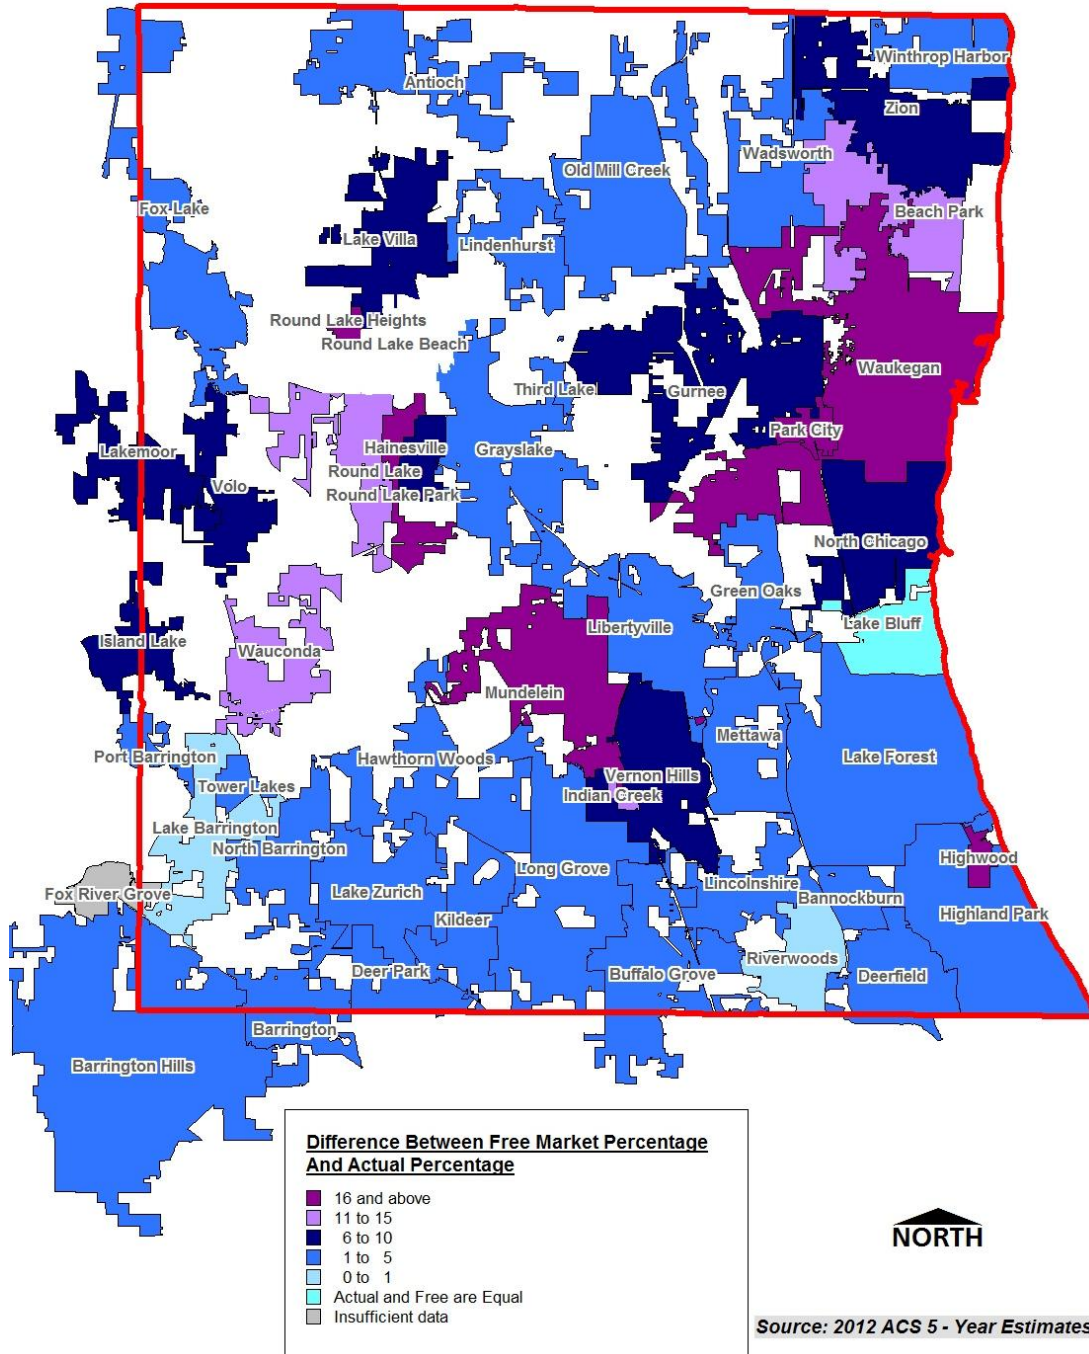 Winthrop Harbor
Antioch
Zion
Wadsworth
Old Mill Creek
Fox Lake
Beach Park
Lake Villa
Lindenhurst
Round Lake Heights
Round Lake Beach
Waukegan
Third Lake
Gurnee
Park City
Lakemoor
Hainesville
Grayslake
Round Lake
Volo
Round Lake Park
North Chicago
Green Oaks
Lake Bluff
Libertyville
Island Lake
Wauconda
Mundelein
Mettawa
Port Barrington
Hawthorn Woods
Lake Forest
Tower Lakes
Vernon Hills
Indian Creek
Lake Barrington
North Barrington
Highwood
Long Grove
Fox River Grove
Lake Zurich
Lincolnshire
Bannockburn
Highland Park
Kildeer
Riverwoods
Deer Park
Buffalo Grove
Deerfield
Barrington
Barrington Hills
Difference Between Free Market Percentage
And Actual Percentage
16 and above
11 to 15
6 to 10
1 to 5
0 to 1
Actual and Free are Equal
Insufficient data
NORTH
Source: 2012 ACS 5 - Year Estimates